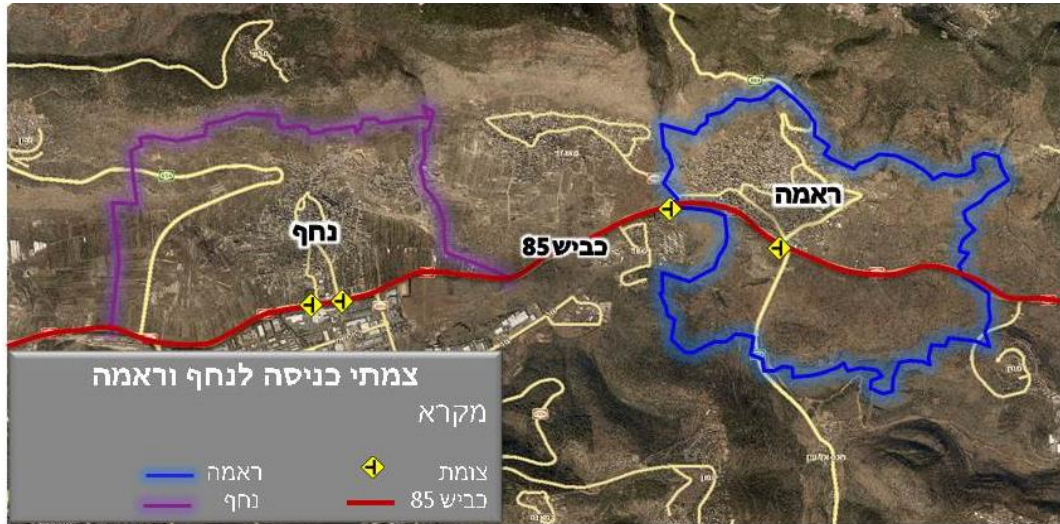 ראמה
נחף
כביש 85
צמתי כניסה לנחף וראמה
מקרא
צומת
ראמה
כביש 85
נחף